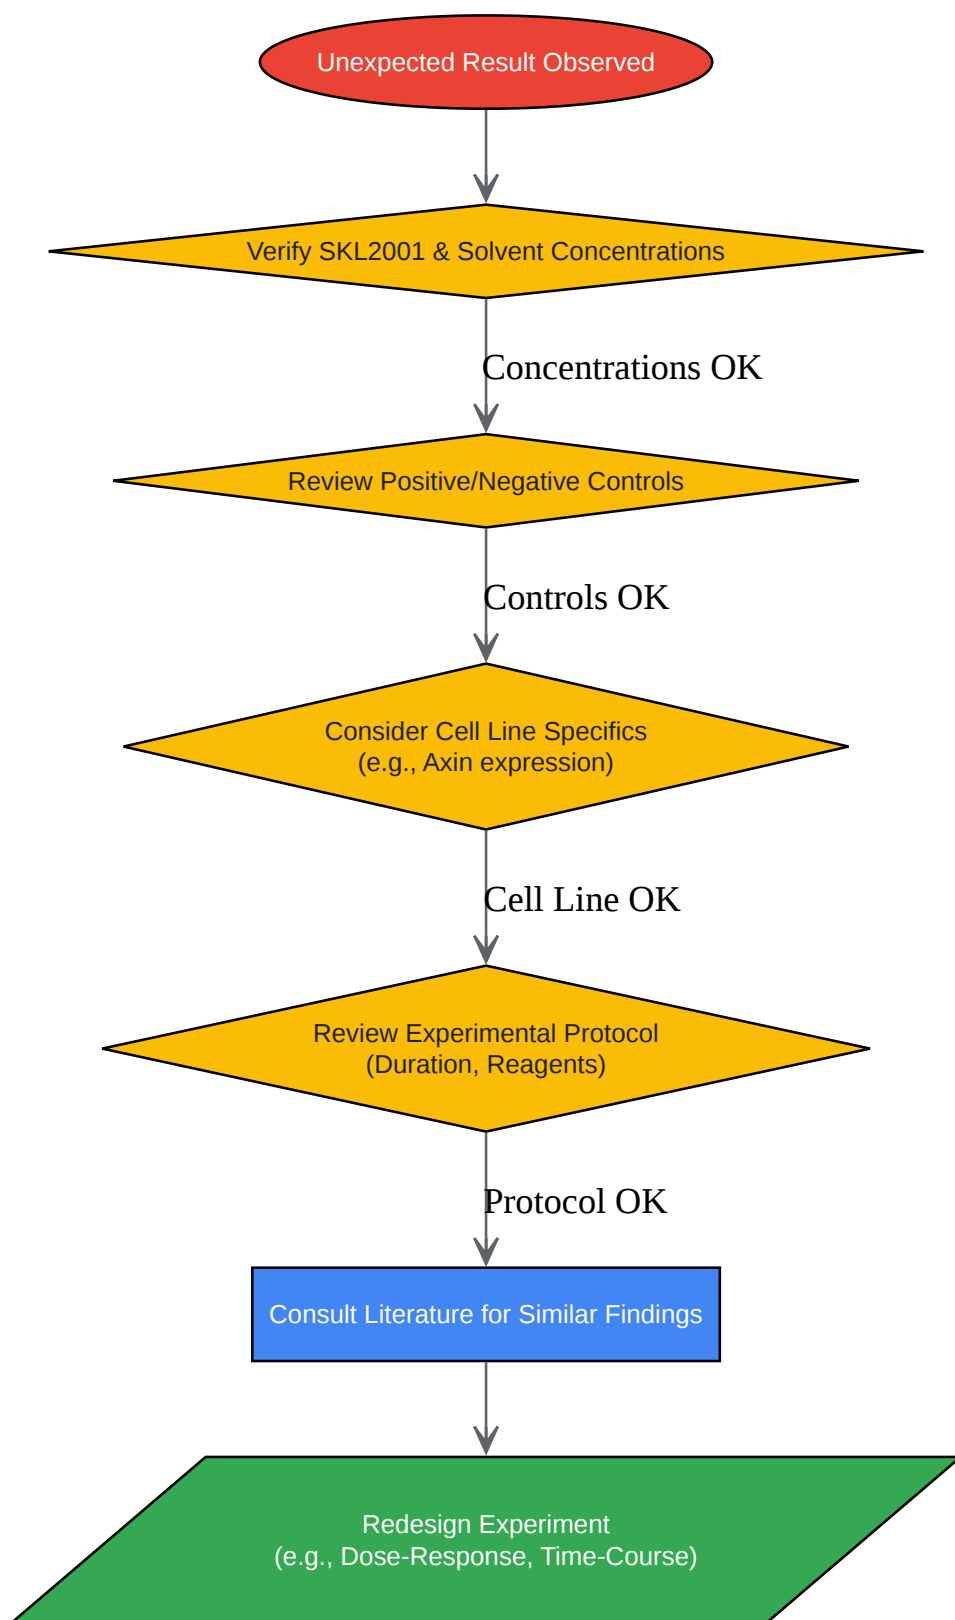 Unexpected Result Observed
Verify SKL2001 & Solvent Concentrations
Concentrations OK
Review Positive/Negative Controls
Controls OK
Consider Cell Line Specifics
(e.g., Axin expression)
Cell Line OK
Review Experimental Protocol
(Duration, Reagents)
Protocol OK
Consult Literature for Similar Findings
Redesign Experiment
(e.g., Dose-Response, Time-Course)